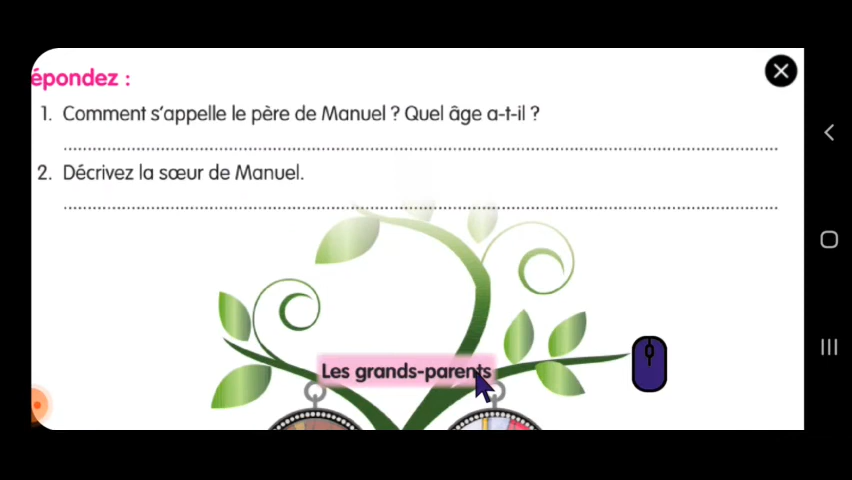 épondez :
1. Comment s'appelle le père de Manuel ? Quel âge a-t-il ?
2. Décrivez la sœur de Manuel.
Les grands-parents